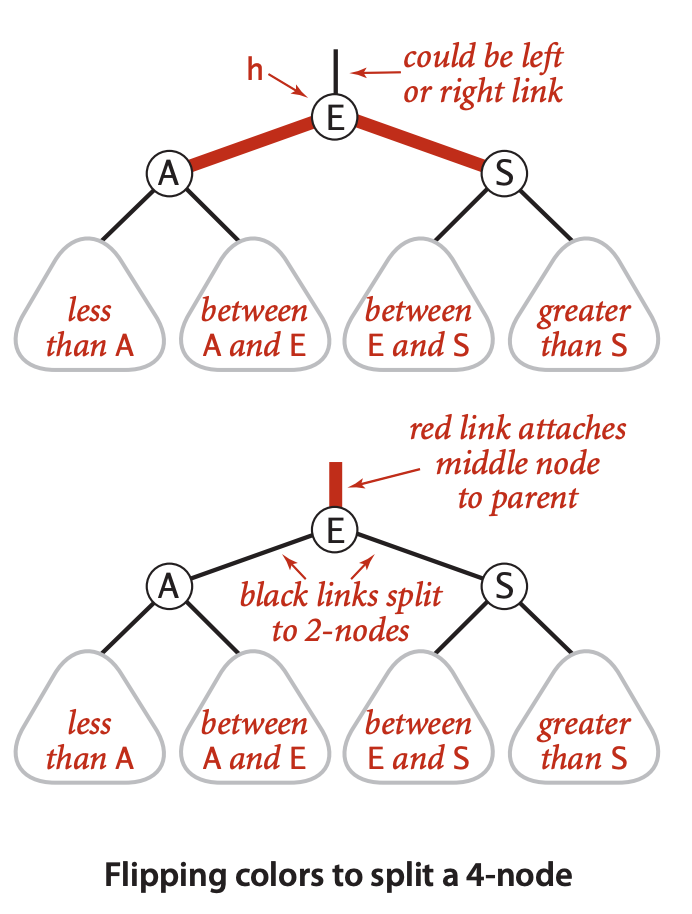 h
could be left
or right link
E
A
S
less
than A
between
A and E
between
E and S
greater
than S
red link attaches
middle node
to parent
E
A
S
black links split
to 2-nodes
less
than A
between
A and E
between
E and S
greater
than S
Flipping colors to split a 4-node